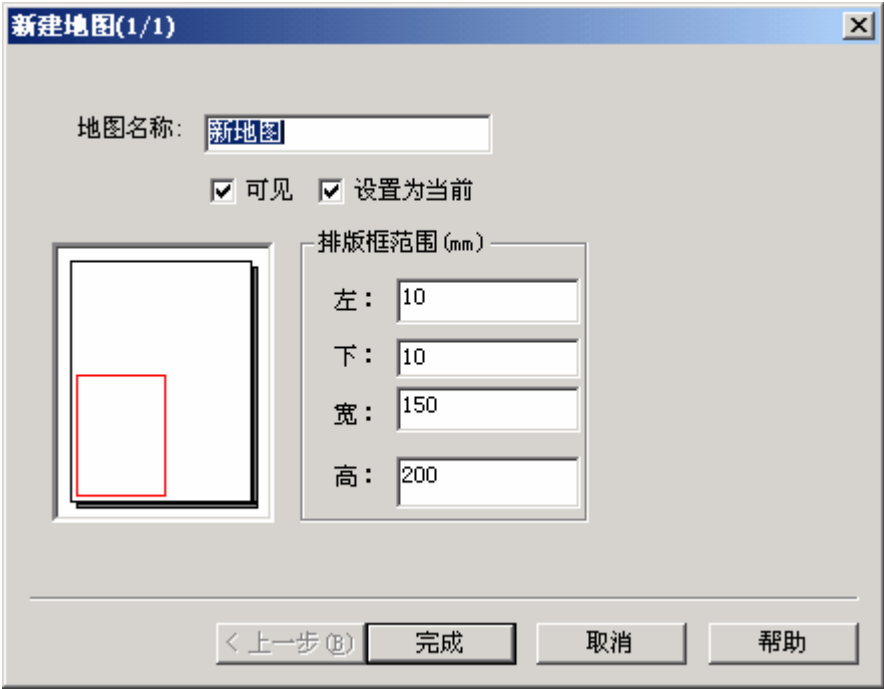 新建地图(1/1)
地图名称:
新地图
可见 设置为当前
排版框范围(mm)
左： 10
下： 10
宽： 150
高： 200
< 上一步(B) 完成 取消 帮助